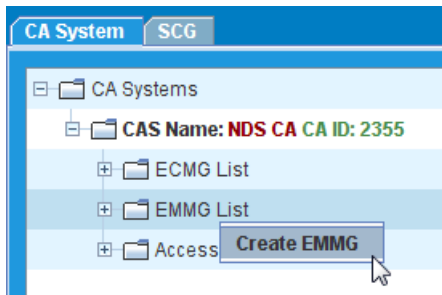 CA System SCG
CA Systems
CAS Name: NDS CA CA ID: 2355
ECMG List
EMMG List
Access
Create EMMG